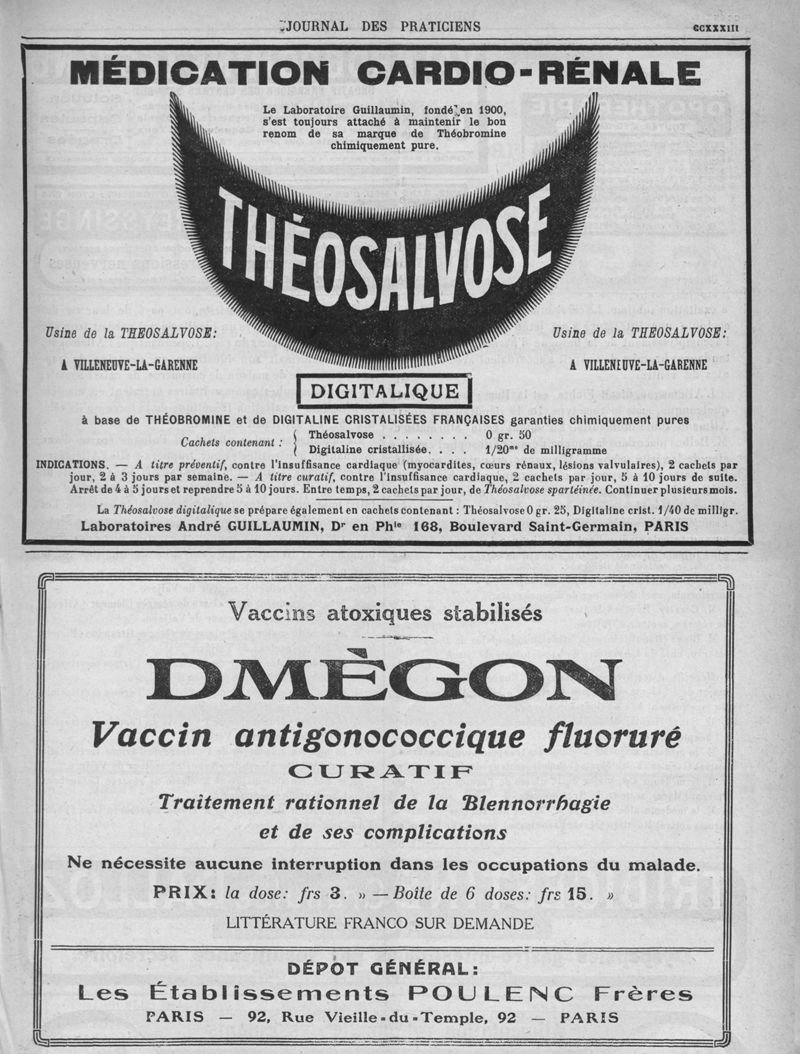 JOURNAL DES PRATICIENS
CCXXXIII
MÉDICATION CARDIO-RÉNALE
Le Laboratoire Guillaumin, fondé en 1900,
s'est toujours attaché à maintenir le bon
renom de sa marque de Théobromine
chimiquement pure.
THÉOSALVOSE
Usine de la THEOSALVOSE:
A VILLENEUVE-LA-GARENNE
Usine de la THEOSALVOSE:
A VILLENEUVE-LA-GARENNE
DIGITALIQUE
à base de THÉOBROMINE et de DIGITALINE CRISTALISÉES FRANÇAISES garanties chimiquement pures
Cachets contenant :
Théosalvose . . . . . . . . 0 gr. 50
Digitaline cristallisée. . . . 1/20me de milligramme
INDICATIONS. — A titre préventif, contre l'insuffisance cardiaque (myocardites, cœurs rénaux, lésions valvulaires), 2 cachets par
jour, 2 à 3 jours par semaine. — A titre curatif, contre l'insuffisance cardiaque, 2 cachets par jour, 5 à 10 jours de suite.
Arrêt de 4 à 5 jours et reprendre 5 à 10 jours. Entre temps, 2 cachets par jour, de Théosalvose spartéinée. Continuer plusieurs mois.
La Théosalvose digitalique se prépare également en cachets contenant : Théosalvose 0 gr. 25, Digitaline crist. 1/40 de milligr.
Laboratoires André GUILLAUMIN, Dr en Phie 168, Boulevard Saint-Germain, PARIS
Vaccins atoxiques stabilisés
DMÈGON
Vaccin antigonococcique fluoruré
CURATIF
Traitement rationnel de la Blennorrhagie
et de ses complications
Ne nécessite aucune interruption dans les occupations du malade.
PRIX: la dose: frs 3. » — Boîte de 6 doses: frs 15. »
LITTÉRATURE FRANCO SUR DEMANDE
DÉPÔT GÉNÉRAL:
Les Établissements POULENC Frères
PARIS — 92, Rue Vieille-du-Temple, 92 — PARIS